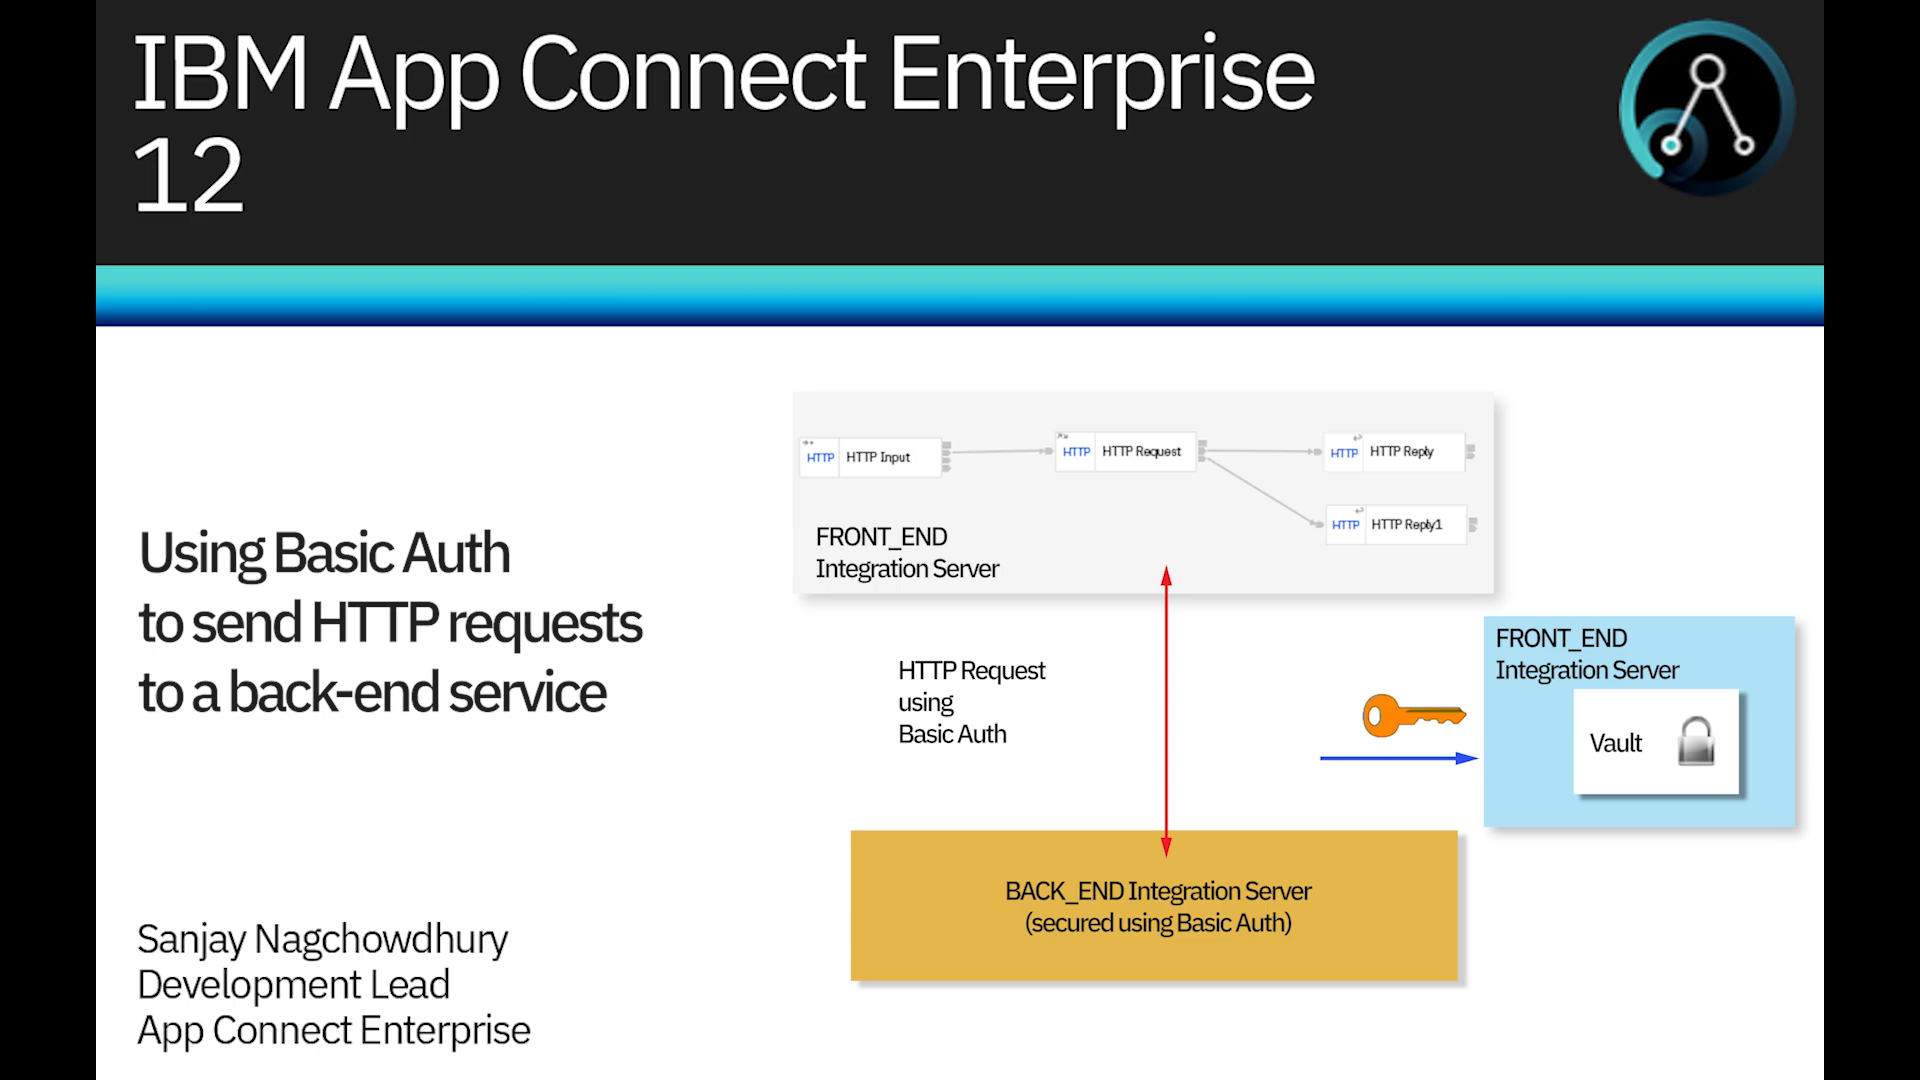 IBM App Connect Enterprise
12
Using Basic Auth
to send HTTP requests
to a back-end service
Sanjay Nagchowdhury
Development Lead
App Connect Enterprise
HTTP HTTP Input
HTTP HTTP Request
HTTP HTTP Reply
HTTP HTTP Reply1
FRONT_END
Integration Server
HTTP Request
using
Basic Auth
FRONT_END
Integration Server
Vault
BACK_END Integration Server
(secured using Basic Auth)